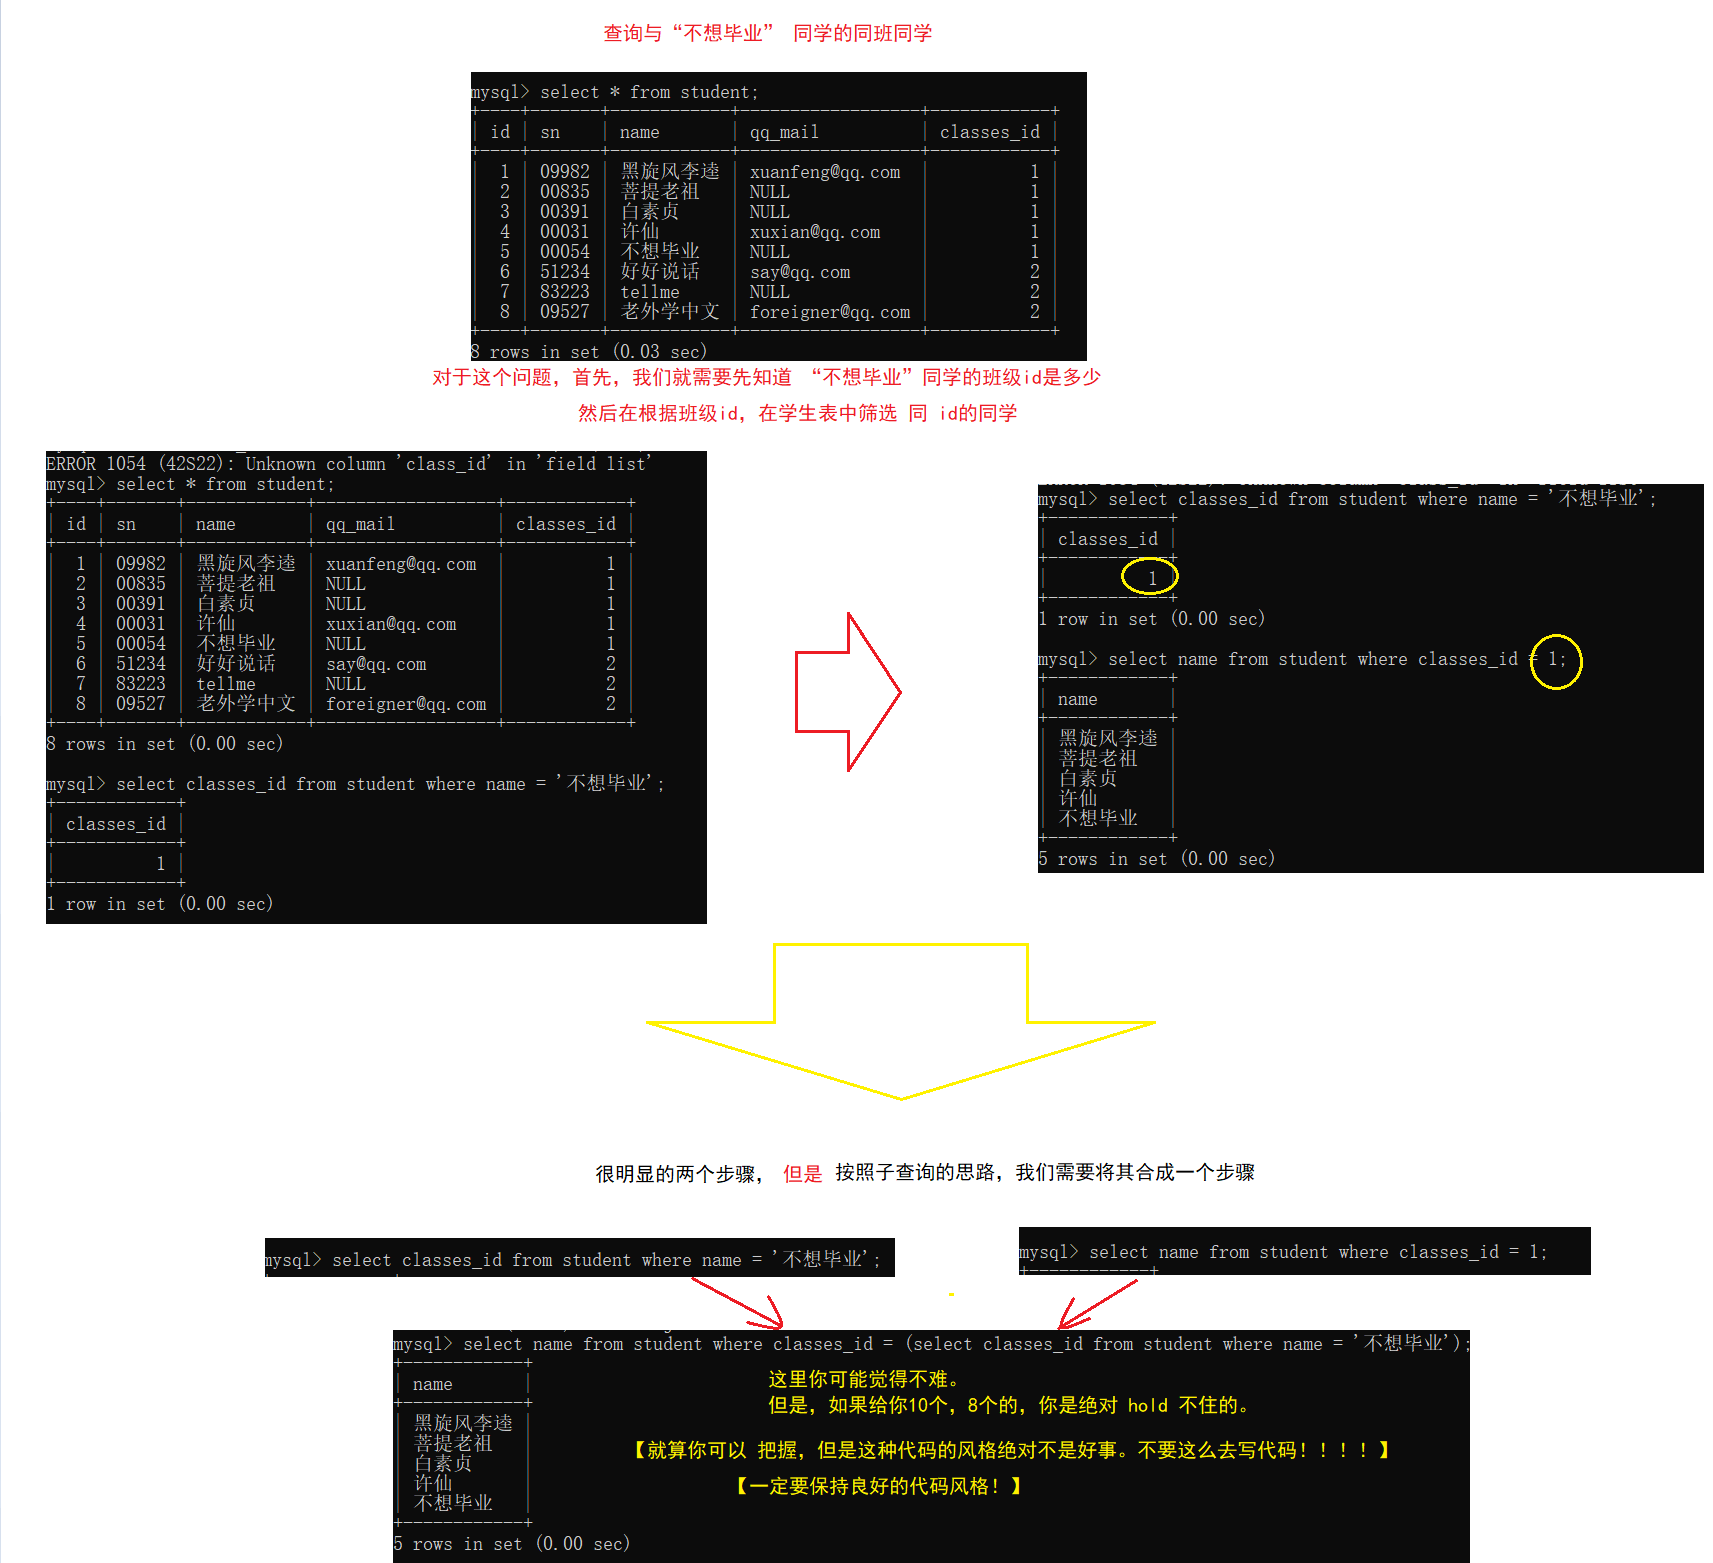 查询与“不想毕业” 同学的同班同学
mysql> select * from student;
+----+-------+------------+------------------+------------+
| id | sn    | name       | qq_mail          | classes_id |
+----+-------+------------+------------------+------------+
|  1 | 09982 | 黑旋风李逵 | xuanfeng@qq.com  |          1 |
|  2 | 00835 | 菩提老祖   | NULL             |          1 |
|  3 | 00391 | 白素贞     | NULL             |          1 |
|  4 | 00031 | 许仙       | xuxian@qq.com    |          1 |
|  5 | 00054 | 不想毕业   | NULL             |          1 |
|  6 | 51234 | 好好说话   | say@qq.com       |          2 |
|  7 | 83223 | tellme     | NULL             |          2 |
|  8 | 09527 | 老外学中文 | foreigner@qq.com |          2 |
+----+-------+------------+------------------+------------+
8 rows in set (0.03 sec)
对于这个问题，首先，我们就需要先知道 “不想毕业”同学的班级id是多少
然后在根据班级id，在学生表中筛选 同 id的同学
ERROR 1054 (42S22): Unknown column 'class_id' in 'field list'
mysql> select * from student;
+----+-------+------------+------------------+------------+
| id | sn    | name       | qq_mail          | classes_id |
+----+-------+------------+------------------+------------+
|  1 | 09982 | 黑旋风李逵 | xuanfeng@qq.com  |          1 |
|  2 | 00835 | 菩提老祖   | NULL             |          1 |
|  3 | 00391 | 白素贞     | NULL             |          1 |
|  4 | 00031 | 许仙       | xuxian@qq.com    |          1 |
|  5 | 00054 | 不想毕业   | NULL             |          1 |
|  6 | 51234 | 好好说话   | say@qq.com       |          2 |
|  7 | 83223 | tellme     | NULL             |          2 |
|  8 | 09527 | 老外学中文 | foreigner@qq.com |          2 |
+----+-------+------------+------------------+------------+
8 rows in set (0.00 sec)
mysql> select classes_id from student where name = '不想毕业';
+------------+
| classes_id |
+------------+
|          1 |
+------------+
1 row in set (0.00 sec)
mysql> select classes_id from student where name = '不想毕业';
+------------+
| classes_id |
+------------+
|          1 |
+------------+
1 row in set (0.00 sec)
mysql> select name from student where classes_id = 1;
+------------+
| name       |
+------------+
| 黑旋风李逵 |
| 菩提老祖   |
| 白素贞     |
| 许仙       |
| 不想毕业   |
+------------+
5 rows in set (0.00 sec)
很明显的两个步骤， 但是 按照子查询的思路，我们需要将其合成一个步骤
mysql> select classes_id from student where name = '不想毕业';
mysql> select name from student where classes_id = 1;
+------------+
mysql> select name from student where classes_id = (select classes_id from student where name = '不想毕业');
+------------+
| name       |
+------------+
| 黑旋风李逵 |
| 菩提老祖   |
| 白素贞     |
| 许仙       |
| 不想毕业   |
+------------+
5 rows in set (0.00 sec)
这里你可能觉得不难。
但是，如果给你10个，8个的，你是绝对 hold 不住的。
【就算你可以 把握，但是这种代码的风格绝对不是好事。不要这么去写代码！！！！】
【一定要保持良好的代码风格！】